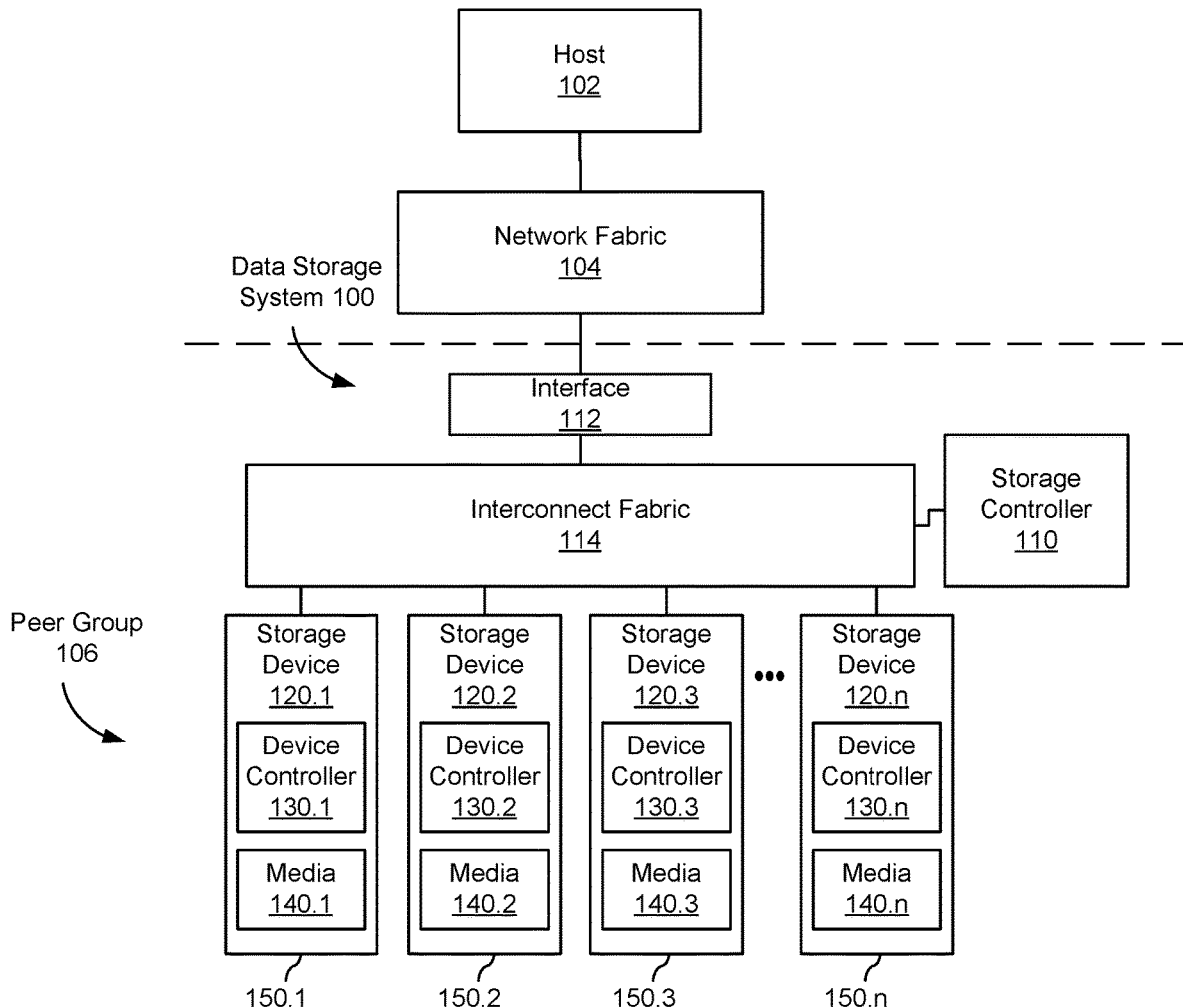 Host
102
Network Fabric
104
Data Storage
System 100
Interface
112
Interconnect Fabric
114
Storage
Controller
110
Peer Group
106
Storage
Device
120.1
Device
Controller
130.1
Media
140.1
150.1
Storage
Device
120.2
Device
Controller
130.2
Media
140.2
150.2
Storage
Device
120.3
Device
Controller
130.3
Media
140.3
150.3
•••
Storage
Device
120.n
Device
Controller
130.n
Media
140.n
150.n